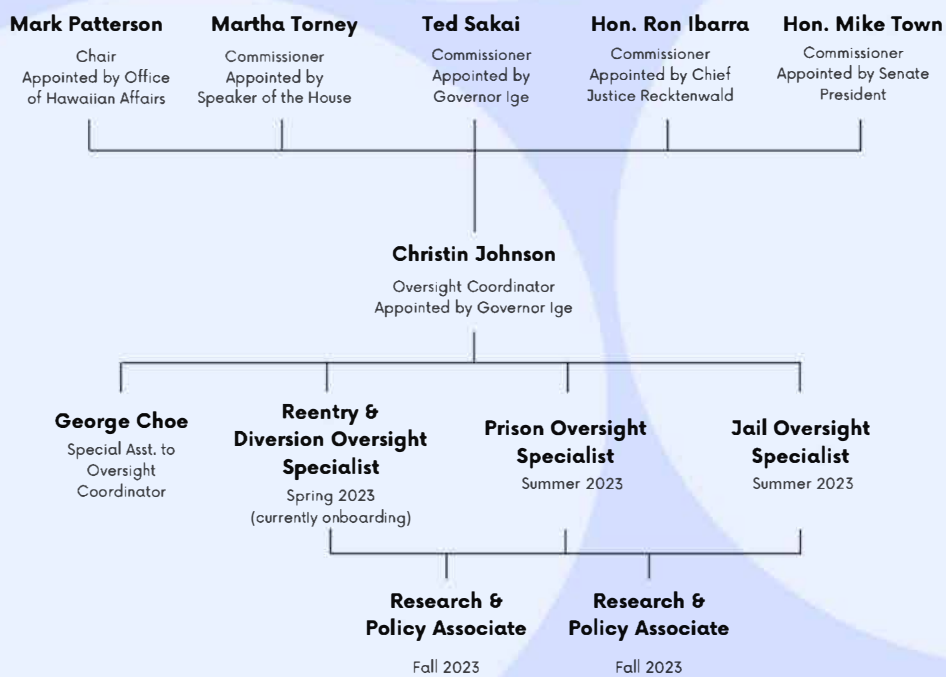 Mark Patterson
Chair
Appointed by Office
of Hawaiian Affairs
Martha Torney
Commissioner
Appointed by
Speaker of the House
Ted Sakai
Commissioner
Appointed by
Governor Ige
Hon. Ron Ibarra
Commissioner
Appointed by Chief
Justice Recktenwald
Hon. Mike Town
Commissioner
Appointed by Senate
President
Christin Johnson
Oversight Coordinator
Appointed by Governor Ige
George Choe
Special Asst. to
Oversight
Coordinator
Reentry &
Diversion Oversight
Specialist
Spring 2023
(currently onboarding)
Prison Oversight
Specialist
Summer 2023
Jail Oversight
Specialist
Summer 2023
Research &
Policy Associate
Fall 2023
Research &
Policy Associate
Fall 2023